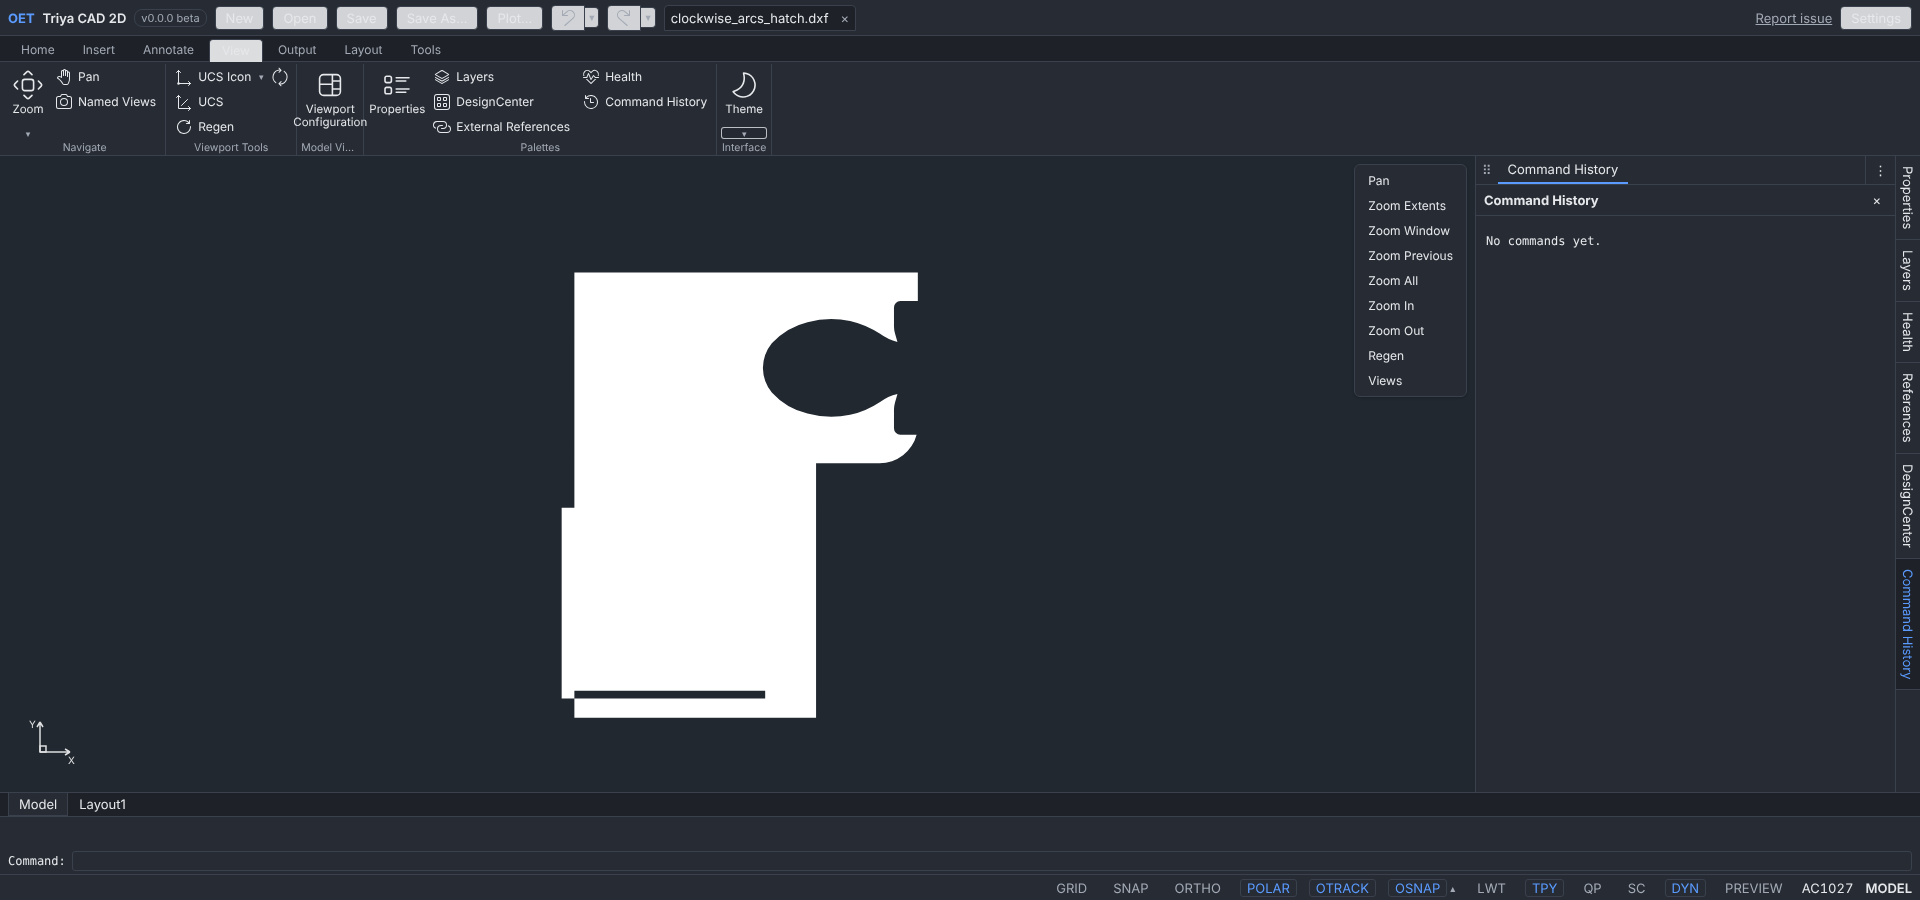 OET Triya CAD 2D v0.0.0 beta New Open Save Save As... Plot... clockwise_arcs_hatch.dxf × Report issue Settings
Home Insert Annotate View Output Layout Tools
Zoom
Pan
Named Views
Navigate
UCS Icon
UCS
Regen
Viewport Tools
Viewport
Configuration
Model Vi...
Properties
Layers
DesignCenter
External References
Health
Command History
Palettes
Theme
Interface
Pan
Zoom Extents
Zoom Window
Zoom Previous
Zoom All
Zoom In
Zoom Out
Regen
Views
Command History
Command History ×
No commands yet.
Properties
Layers
Health
References
DesignCenter
Command History
Y
X
Model Layout1
Command:
GRID SNAP ORTHO POLAR OTRACK OSNAP LWT TPY QP SC DYN PREVIEW AC1027 MODEL